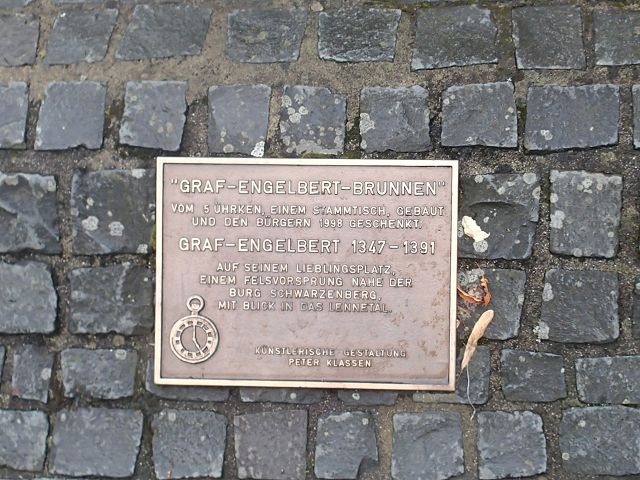 "GRAF-ENGELBERT-BRUNNEN"
VOM 5 ÜHRKEN, EINEM STAMMTISCH, GEBAUT
UND DEN BÜRGERN 1998 GESCHENKT.
GRAF-ENGELBERT 1347-1391
AUF SEINEM LIEBLINGSPLATZ,
EINEM FELSVORSPRUNG NAHE DER
BURG SCHWARZENBERG,
MIT BLICK IN DAS LENNETAL.
KÜNSTLERISCHE GESTALTUNG
PETER KLASSEN